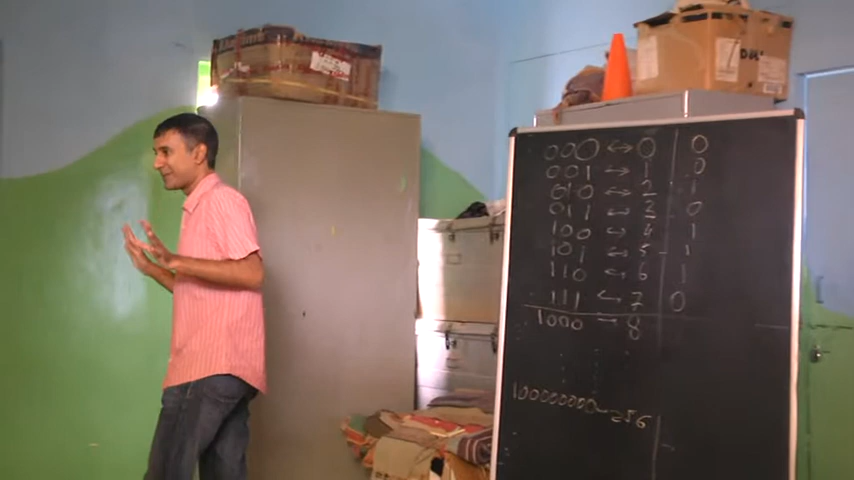 000 ↔ 0 | 0
001 → 1 | 0
010 ↔ 2 | 1
011 ↔ 3 | 0
100 ↔ 4 | 1
101 ↔ 5 | 1
110 ↔ 6 | 1
111 ↔ 7 | 0
1000 → 8
100000000 - 256